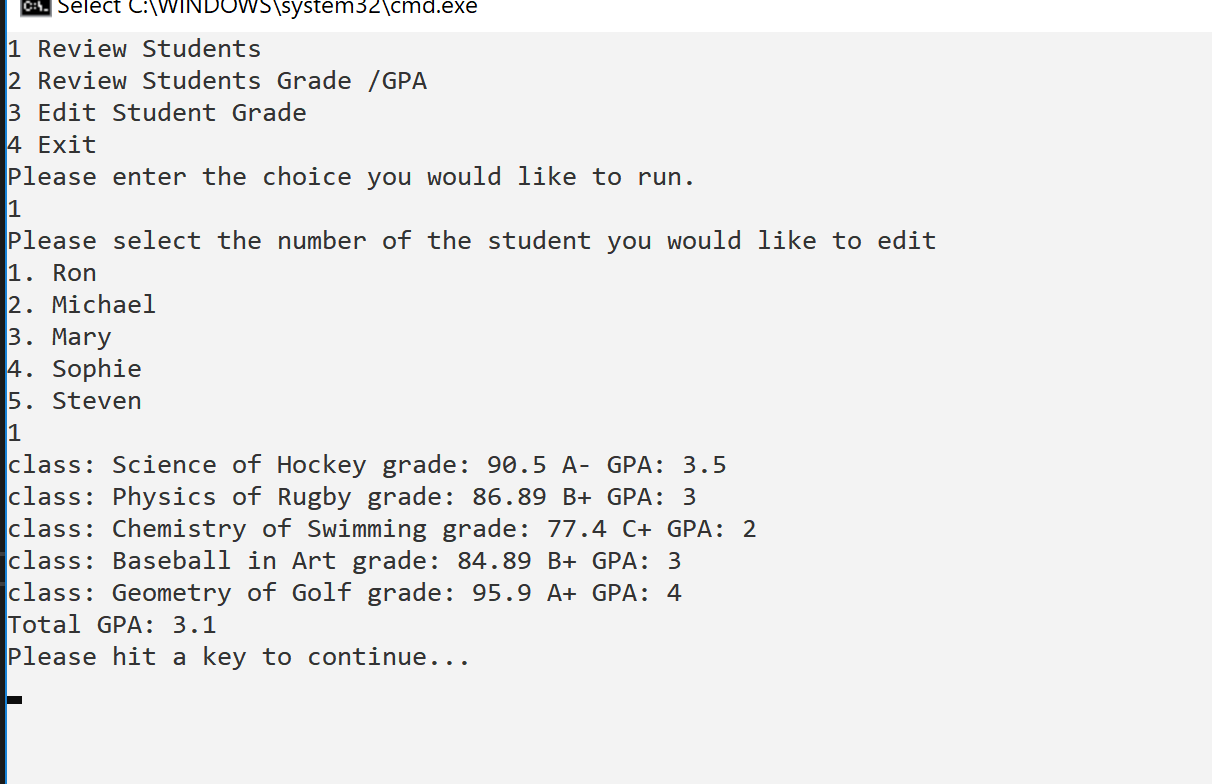 Select C:\WINDOWS\system32\cmd.exe
1 Review Students
2 Review Students Grade /GPA
3 Edit Student Grade
4 Exit
Please enter the choice you would like to run.
1
Please select the number of the student you would like to edit
1. Ron
2. Michael
3. Mary
4. Sophie
5. Steven
1
class: Science of Hockey grade: 90.5 A- GPA: 3.5
class: Physics of Rugby grade: 86.89 B+ GPA: 3
class: Chemistry of Swimming grade: 77.4 C+ GPA: 2
class: Baseball in Art grade: 84.89 B+ GPA: 3
class: Geometry of Golf grade: 95.9 A+ GPA: 4
Total GPA: 3.1
Please hit a key to continue...